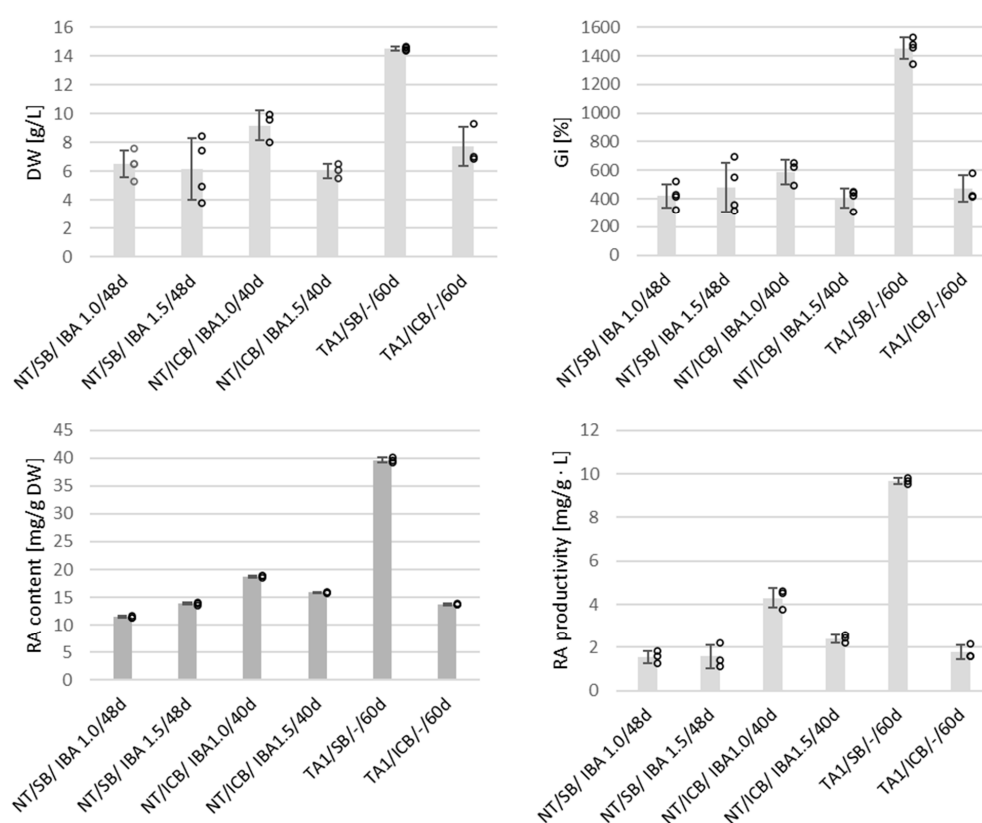 DW [g/L]
16
14
12
10
8
6
4
2
0
NT/SB/ IBA 1.0/48d
NT/SB/ IBA 1.5/48d
NT/ICB/ IBA1.0/40d
NT/ICB/ IBA1.5/40d
TA1/SB/-/60d
TA1/ICB/-/60d
Gi [%]
1600
1400
1200
1000
800
600
400
200
0
NT/SB/ IBA 1.0/48d
NT/SB/ IBA 1.5/48d
NT/ICB/ IBA1.0/40d
NT/ICB/ IBA1.5/40d
TA1/SB/-/60d
TA1/ICB/-/60d
RA content [mg/g DW]
45
40
35
30
25
20
15
10
5
0
NT/SB/ IBA 1.0/48d
NT/SB/ IBA 1.5/48d
NT/ICB/ IBA1.0/40d
NT/ICB/ IBA1.5/40d
TA1/SB/-/60d
TA1/ICB/-/60d
RA productivity [mg/g · L]
12
10
8
6
4
2
0
NT/SB/ IBA 1.0/48d
NT/SB/ IBA 1.5/48d
NT/ICB/ IBA1.0/40d
NT/ICB/ IBA1.5/40d
TA1/SB/-/60d
TA1/ICB/-/60d